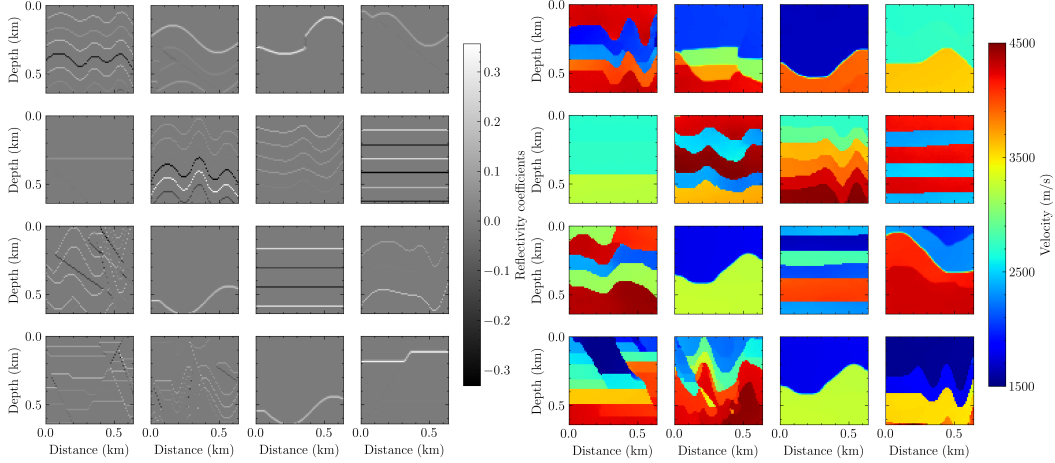 Depth (km) 0.0 0.5
Depth (km) 0.0 0.5
Depth (km) 0.0 0.5
Depth (km) 0.0 0.5
0.0 0.5 0.0 0.5 0.0 0.5 0.0 0.5
Distance (km) Distance (km) Distance (km) Distance (km)
0.3
0.2
0.1
0.0
−0.1
−0.2
−0.3
Reflectivity coefficients
Depth (km) 0.0 0.5
Depth (km) 0.0 0.5
Depth (km) 0.0 0.5
Depth (km) 0.0 0.5
0.0 0.5 0.0 0.5 0.0 0.5 0.0 0.5
Distance (km) Distance (km) Distance (km) Distance (km)
4500
3500
2500
1500
Velocity (m/s)